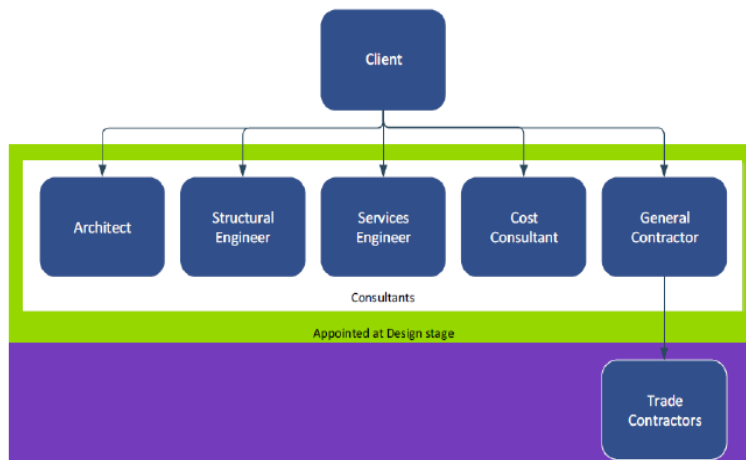 Client
Architect
Structural
Engineer
Services
Engineer
Cost
Consultant
General
Contractor
Consultants
Appointed at Design stage
Trade
Contractors